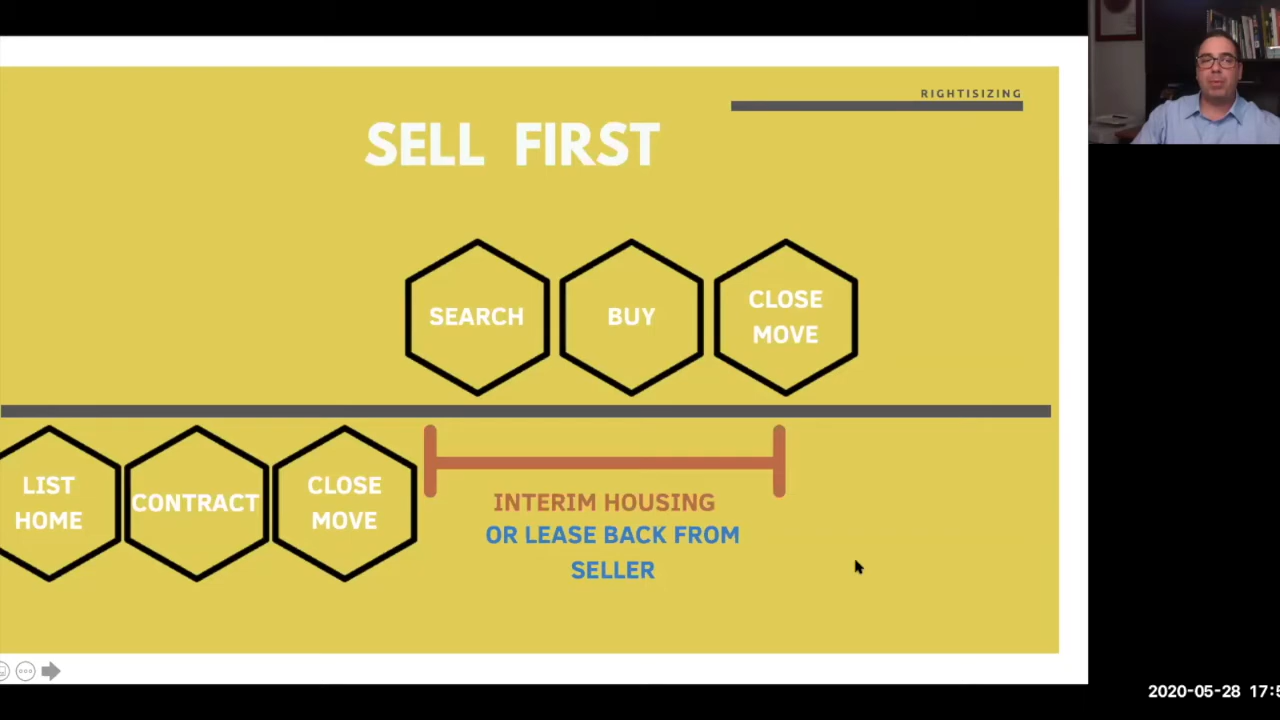 RIGHTISIZING
SELL FIRST
SEARCH
BUY
CLOSE
MOVE
LIST
HOME
CONTRACT
CLOSE
MOVE
INTERIM HOUSING
OR LEASE BACK FROM
SELLER
2020-05-28 17:5